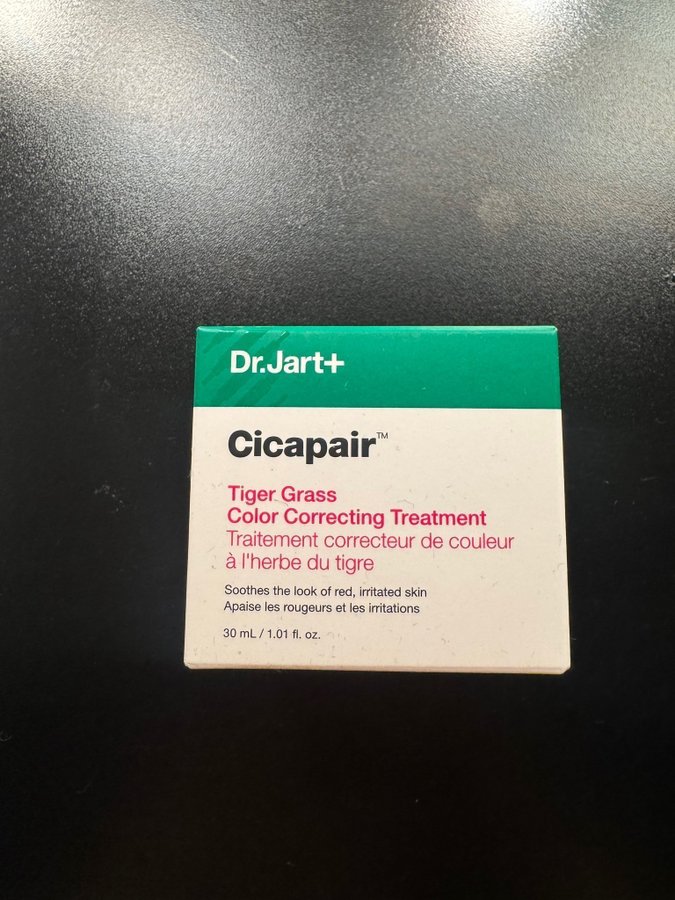 Dr.Jart+
Cicapair™
Tiger Grass
Color Correcting Treatment
Traitement correcteur de couleur
à l'herbe du tigre
Soothes the look of red, irritated skin
Apaise les rougeurs et les irritations
30 mL / 1.01 fl. oz.